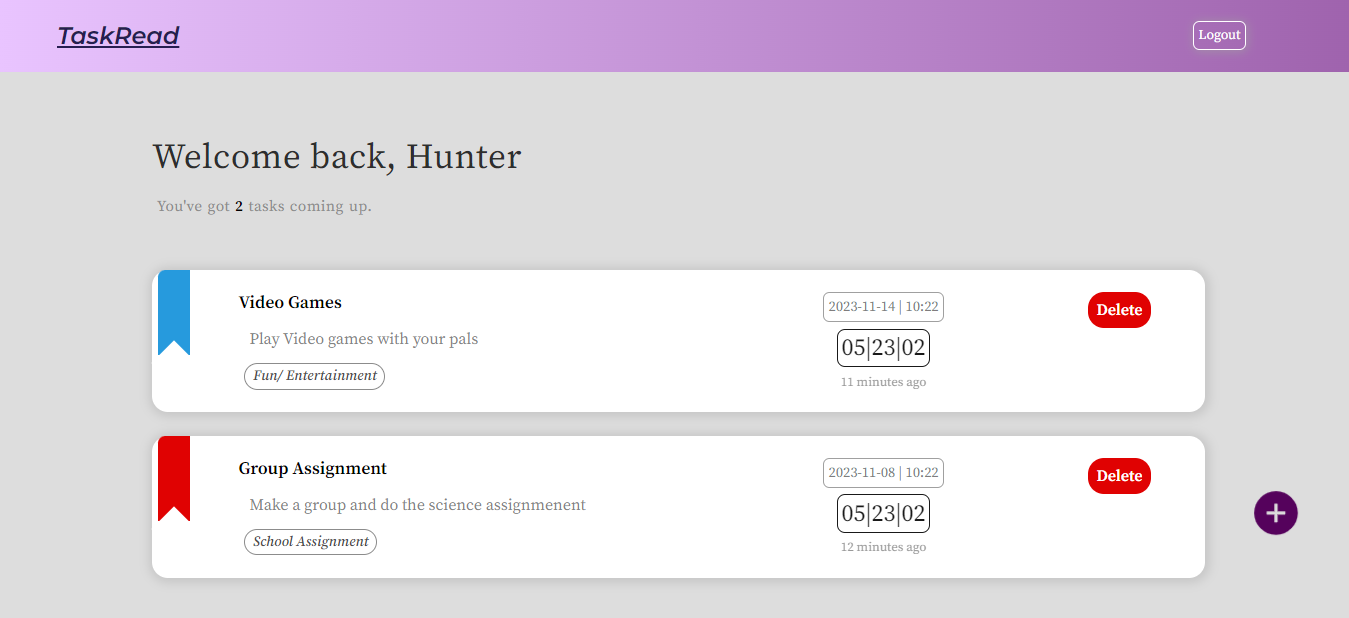 TaskRead
Logout
Welcome back, Hunter
You've got 2 tasks coming up.
Video Games
Play Video games with your pals
Fun/ Entertainment
2023-11-14 | 10:22
05|23|02
11 minutes ago
Delete
Group Assignment
Make a group and do the science assignmenent
School Assignment
2023-11-08 | 10:22
05|23|02
12 minutes ago
Delete
+